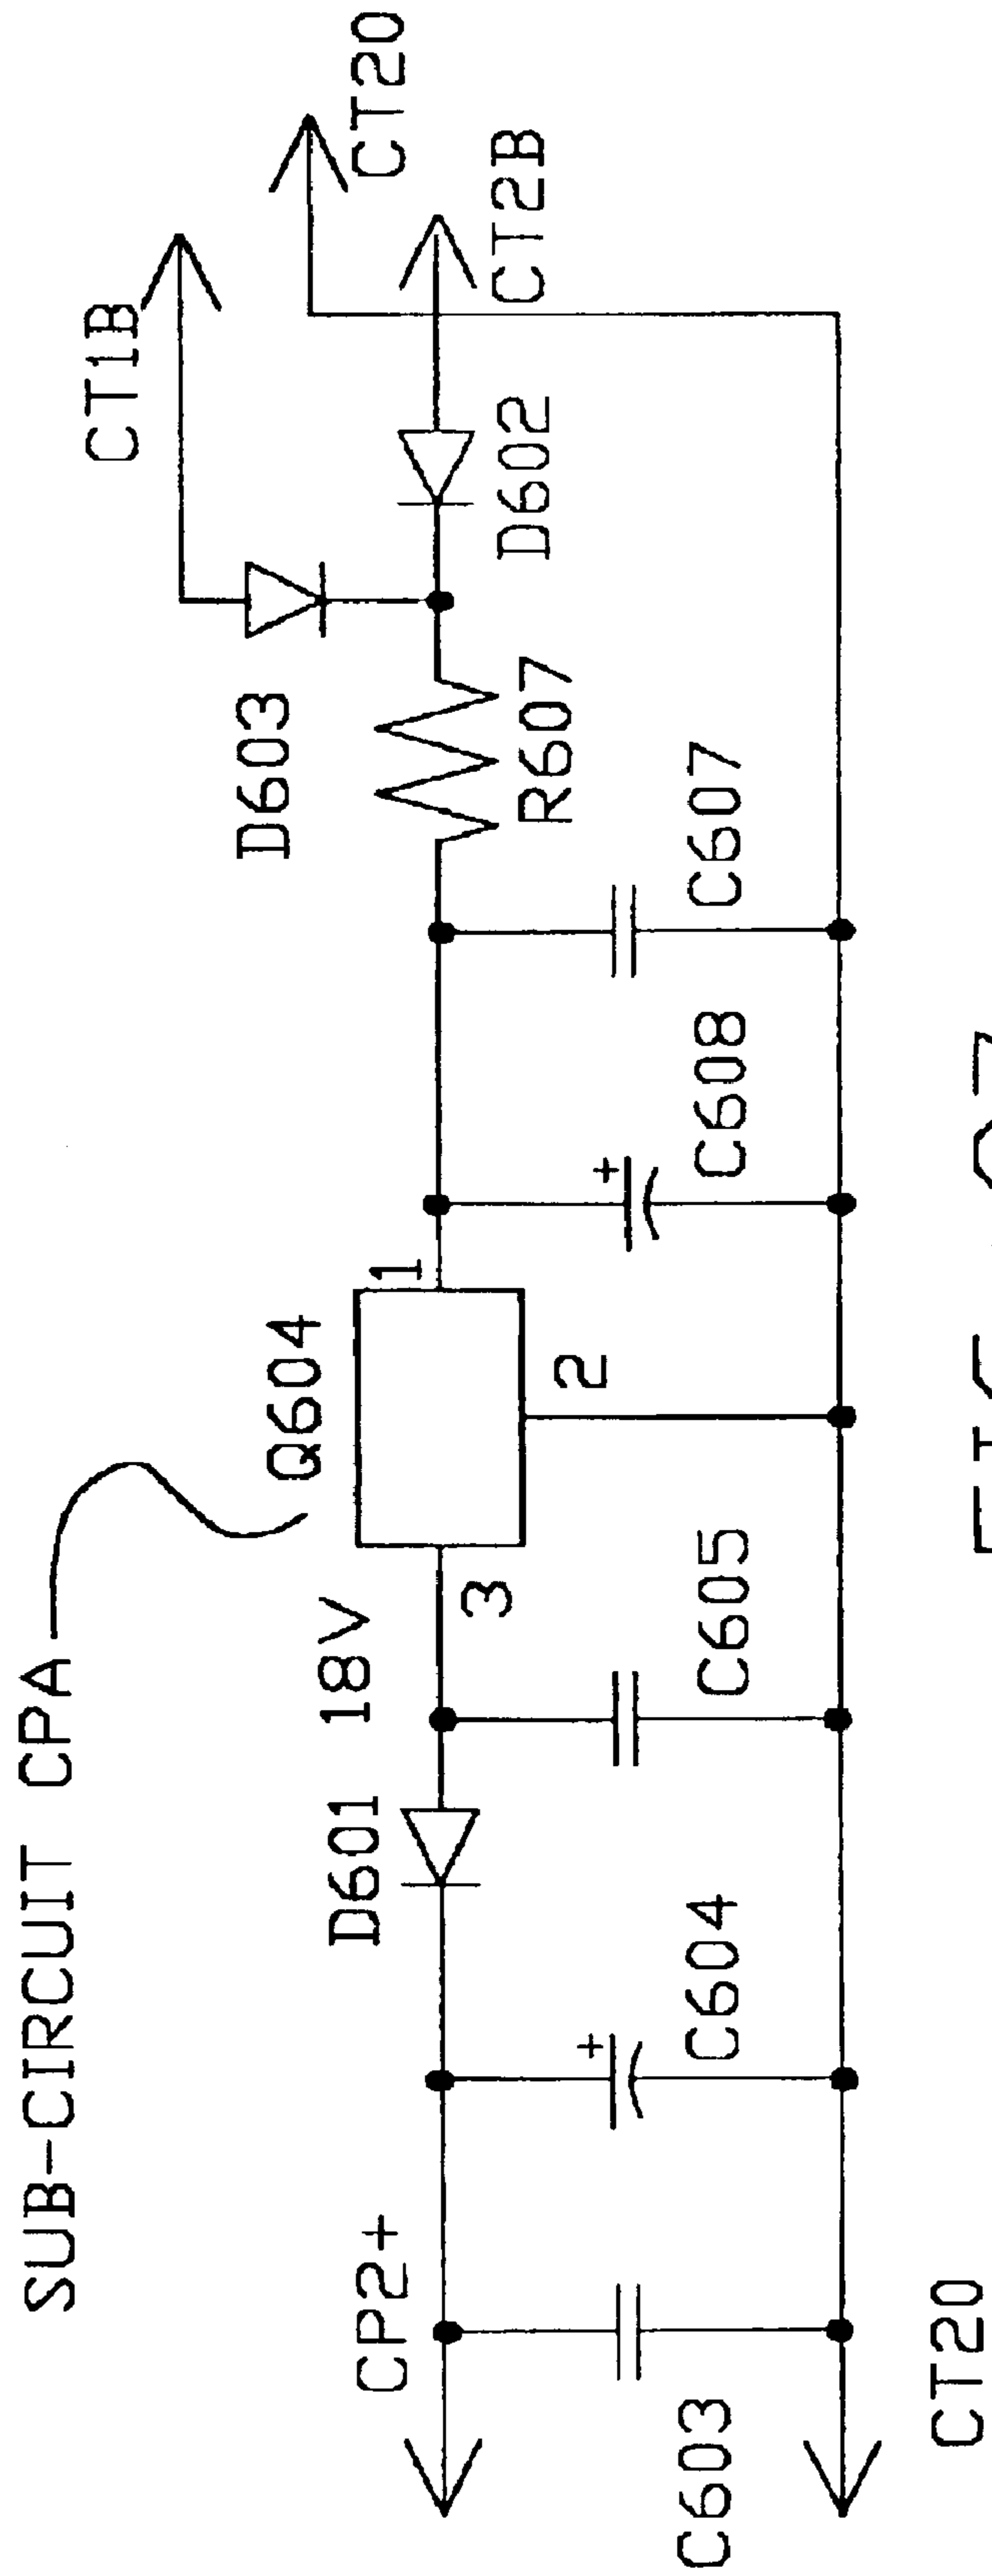 SUB-CIRCUIT CPA
CT1B
CT20
CT2B
D603
D602
R607
Q604
1
2
3
18V
D601
CP2+
+
C607
C608
+
C605
C604
C603
CT20